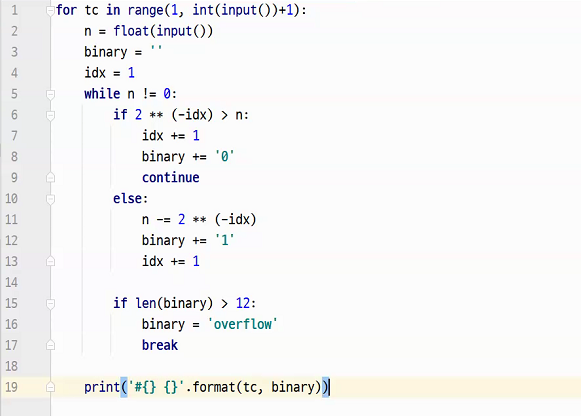 1 for tc in range(1, int(input())+1):
2     n = float(input())
3     binary = ''
4     idx = 1
5     while n != 0:
6         if 2 ** (-idx) > n:
7             idx += 1
8             binary += '0'
9             continue
10         else:
11             n -= 2 ** (-idx)
12             binary += '1'
13             idx += 1
14
15         if len(binary) > 12:
16             binary = 'overflow'
17             break
18
19     print('#{} {}'.format(tc, binary))